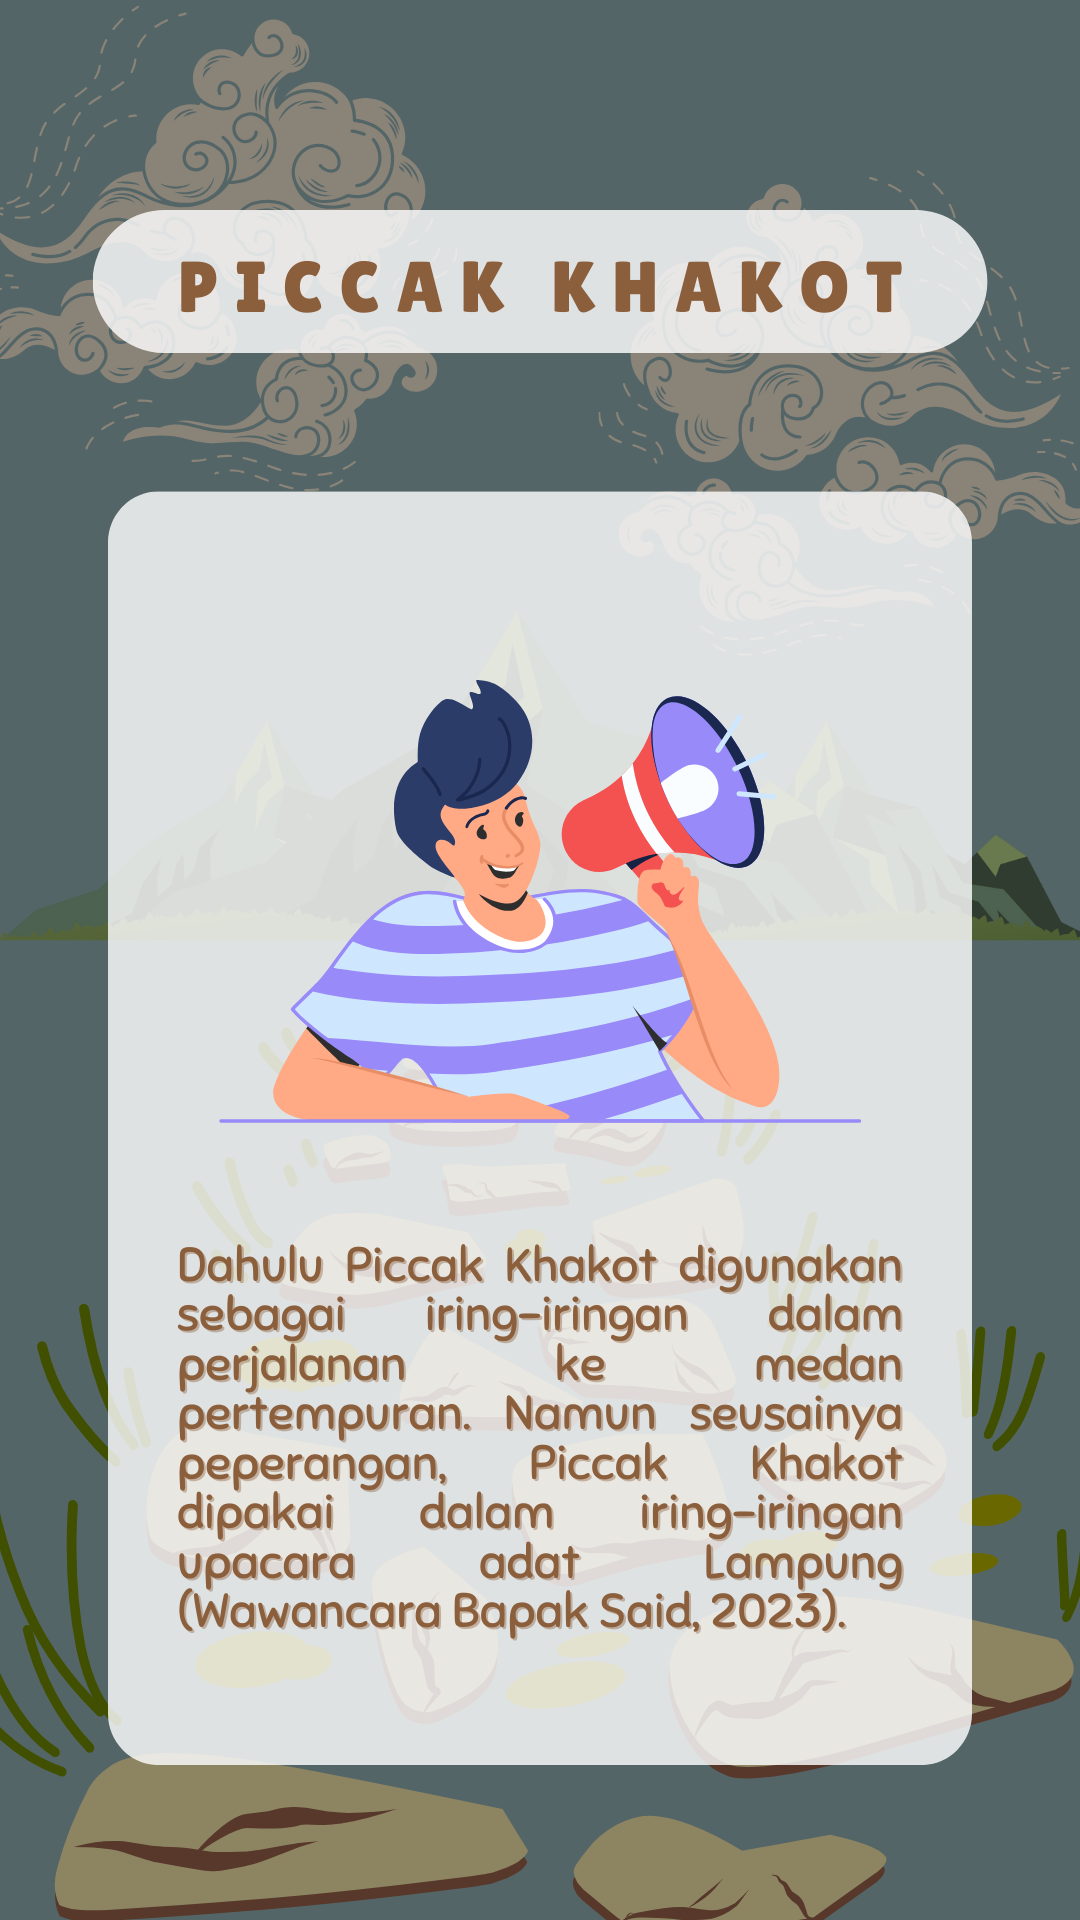 PICCAK KHAKOT
Dahulu Piccak Khakot digunakan
sebagai iring-iringan dalam
perjalanan ke medan
pertempuran. Namun seusainya
peperangan, Piccak Khakot
dipakai dalam iring-iringan
upacara adat Lampung
(Wawancara Bapak Said, 2023).